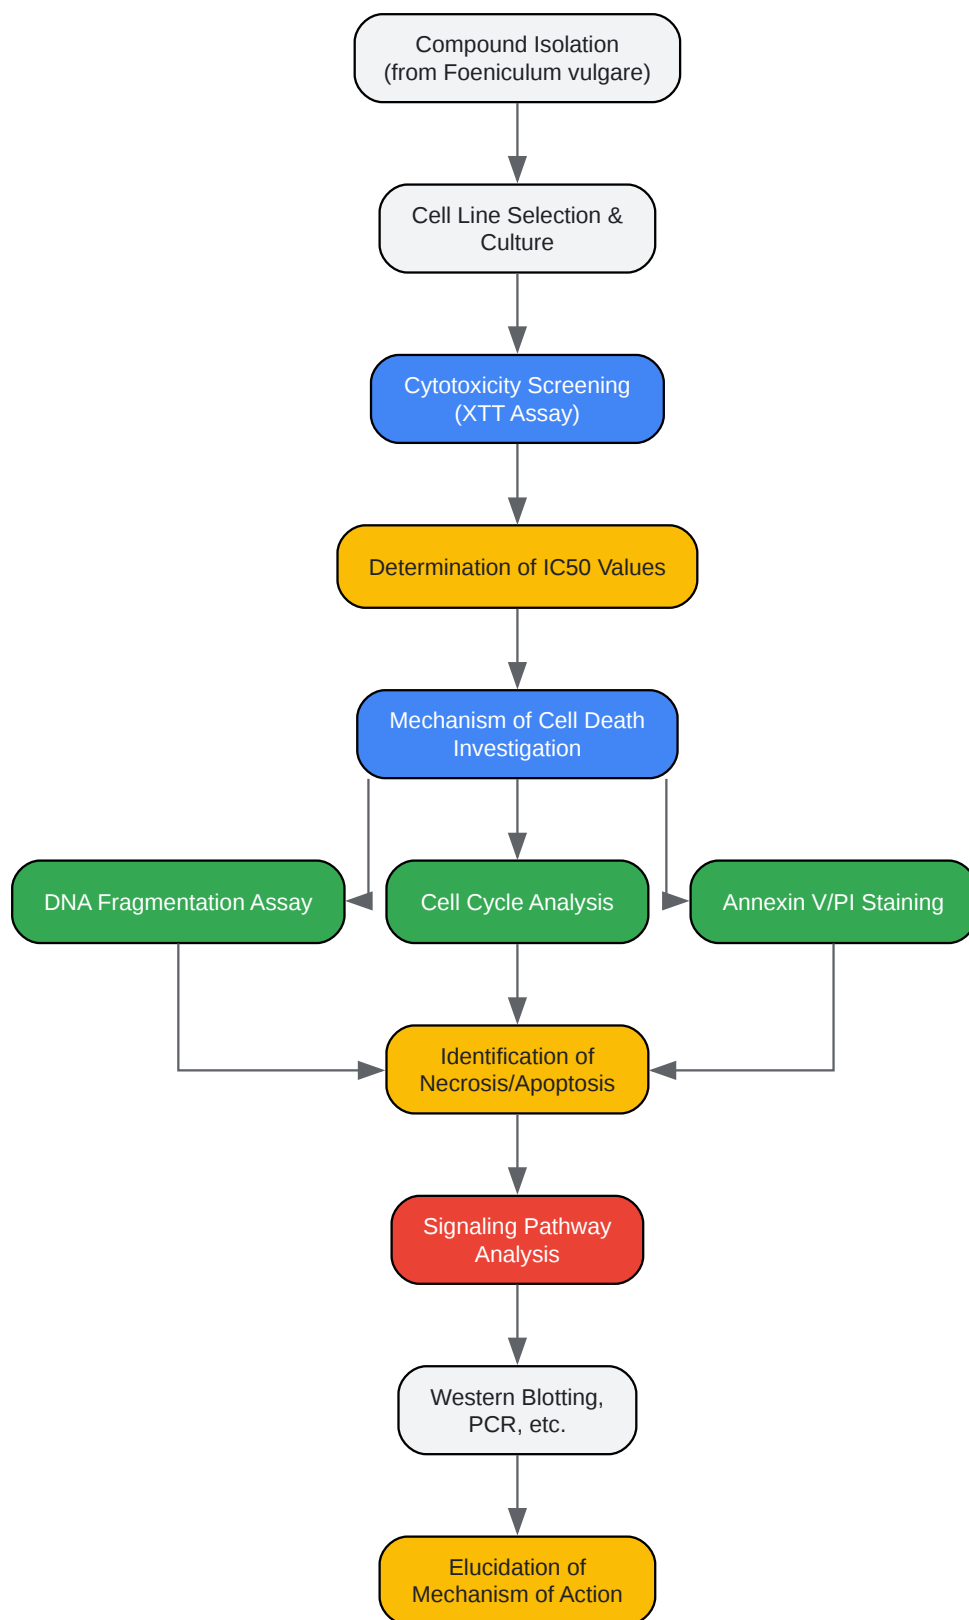 Compound Isolation
(from Foeniculum vulgare)
Cell Line Selection &
Culture
Cytotoxicity Screening
(XTT Assay)
Determination of IC50 Values
Mechanism of Cell Death
Investigation
DNA Fragmentation Assay
Cell Cycle Analysis
Annexin V/PI Staining
Identification of
Necrosis/Apoptosis
Signaling Pathway
Analysis
Western Blotting,
PCR, etc.
Elucidation of
Mechanism of Action